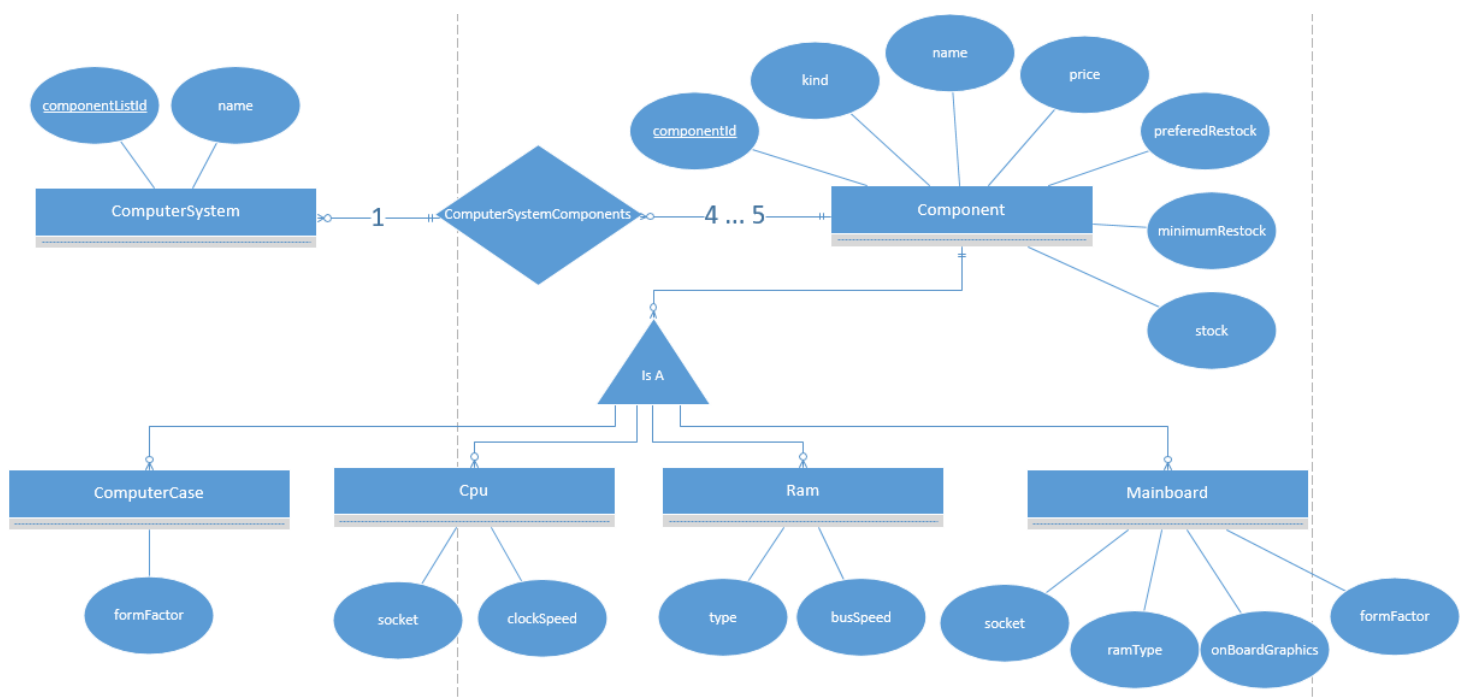 name
kind
price
componentListId
name
componentId
preferedRestock
ComputerSystem
1
ComputerSystemComponents
4 ... 5
Component
minimumRestock
stock
Is A
ComputerCase
Cpu
Ram
Mainboard
formFactor
socket
clockSpeed
type
busSpeed
socket
ramType
onBoardGraphics
formFactor